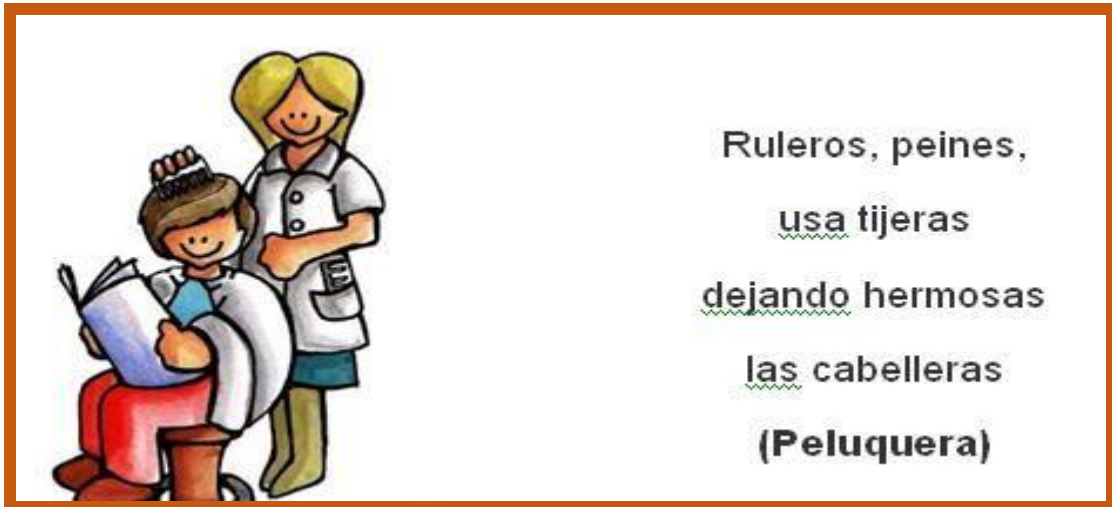 Ruleros, peines,
usa tijeras
dejando hermosas
las cabelleras
(Peluquera)